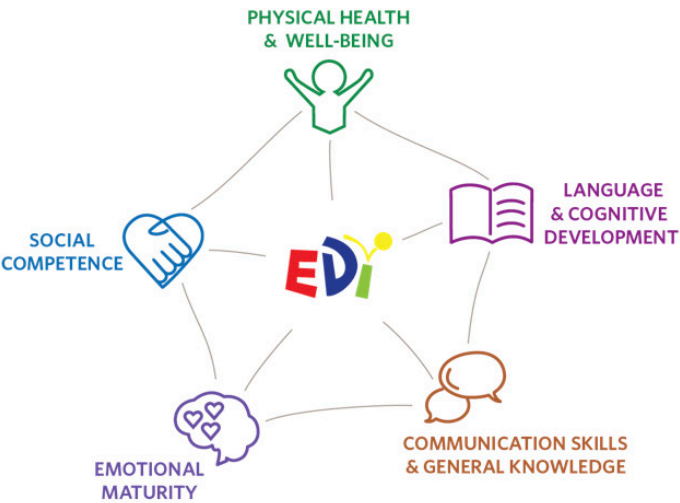 PHYSICAL HEALTH
& WELL-BEING
LANGUAGE
& COGNITIVE
DEVELOPMENT
SOCIAL
COMPETENCE
EDi
COMMUNICATION SKILLS
& GENERAL KNOWLEDGE
EMOTIONAL
MATURITY